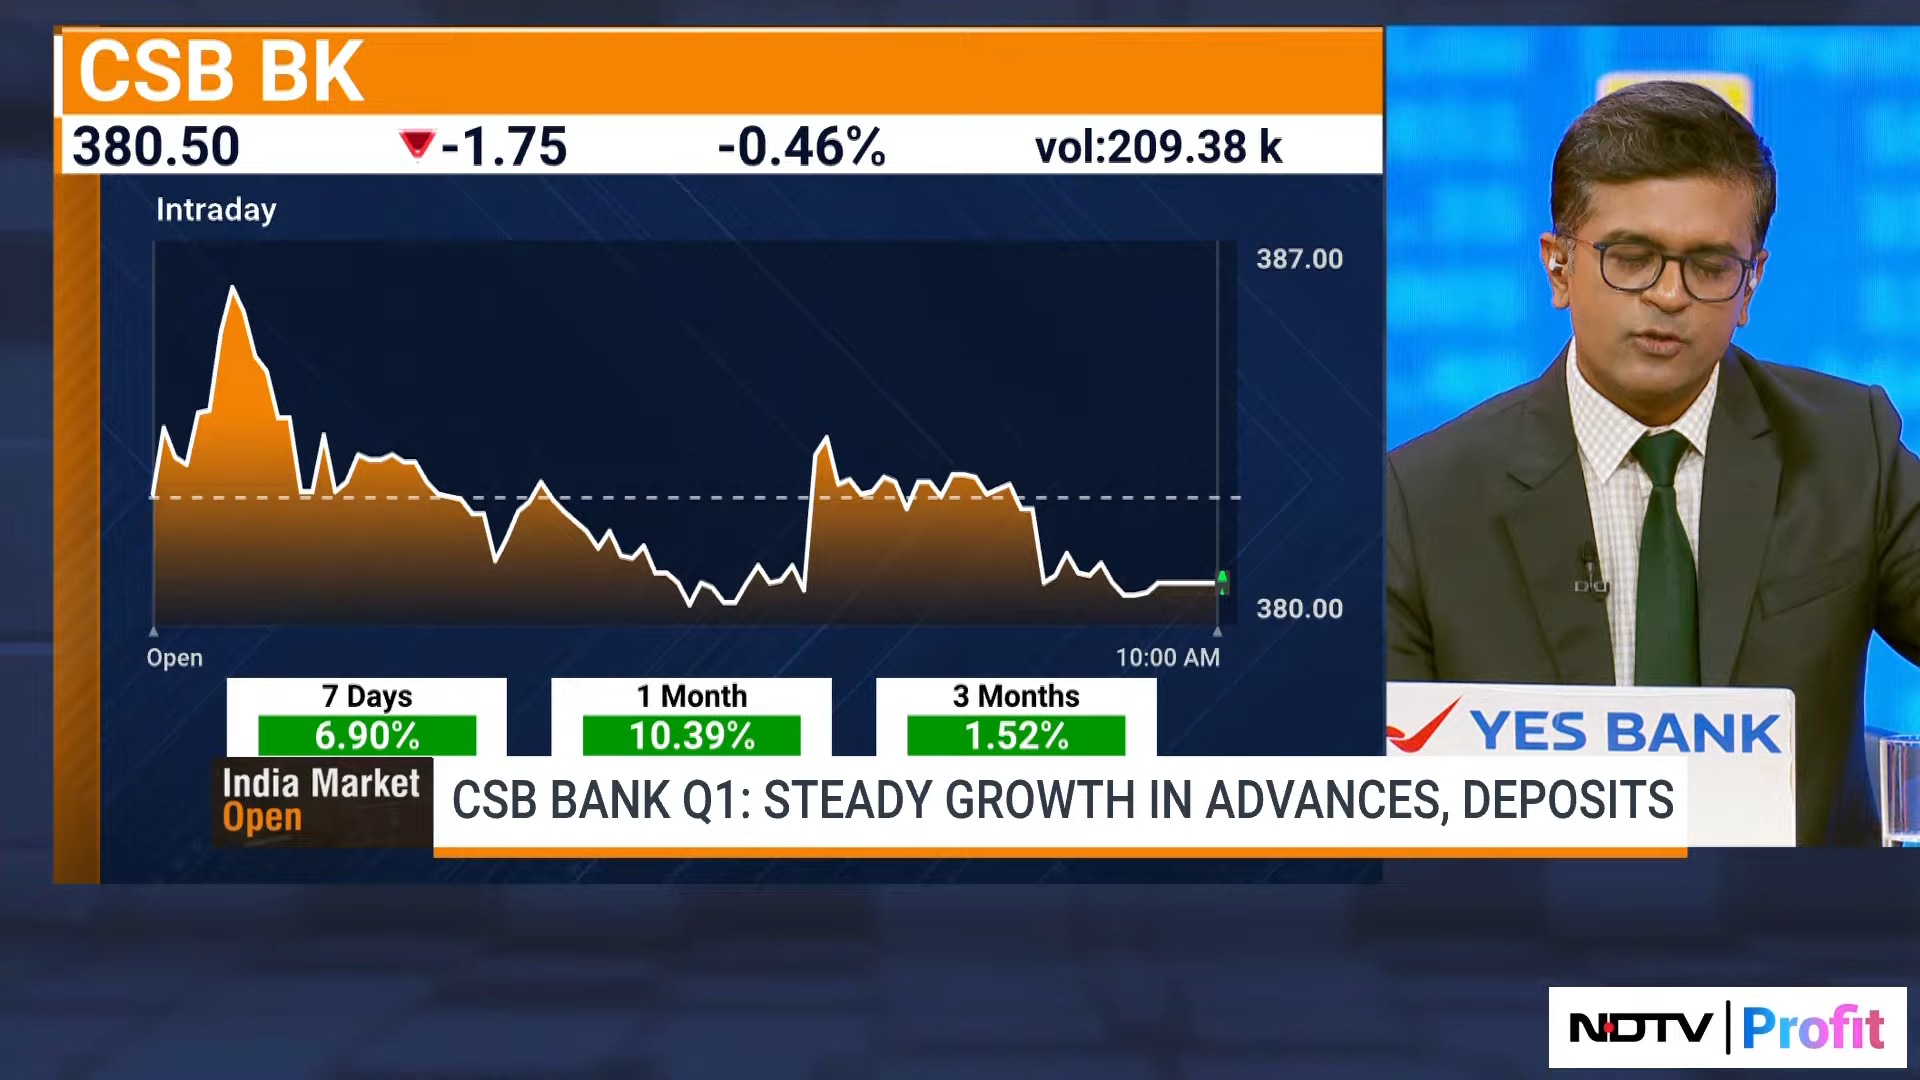 CSB BK
380.50 -1.75 -0.46% vol:209.38 k
Intraday
387.00
380.00
Open 10:00 AM
7 Days 1 Month 3 Months
6.90% 10.39% 1.52%
YES BANK
India Market
Open
CSB BANK Q1: STEADY GROWTH IN ADVANCES, DEPOSITS
NDTV Profit